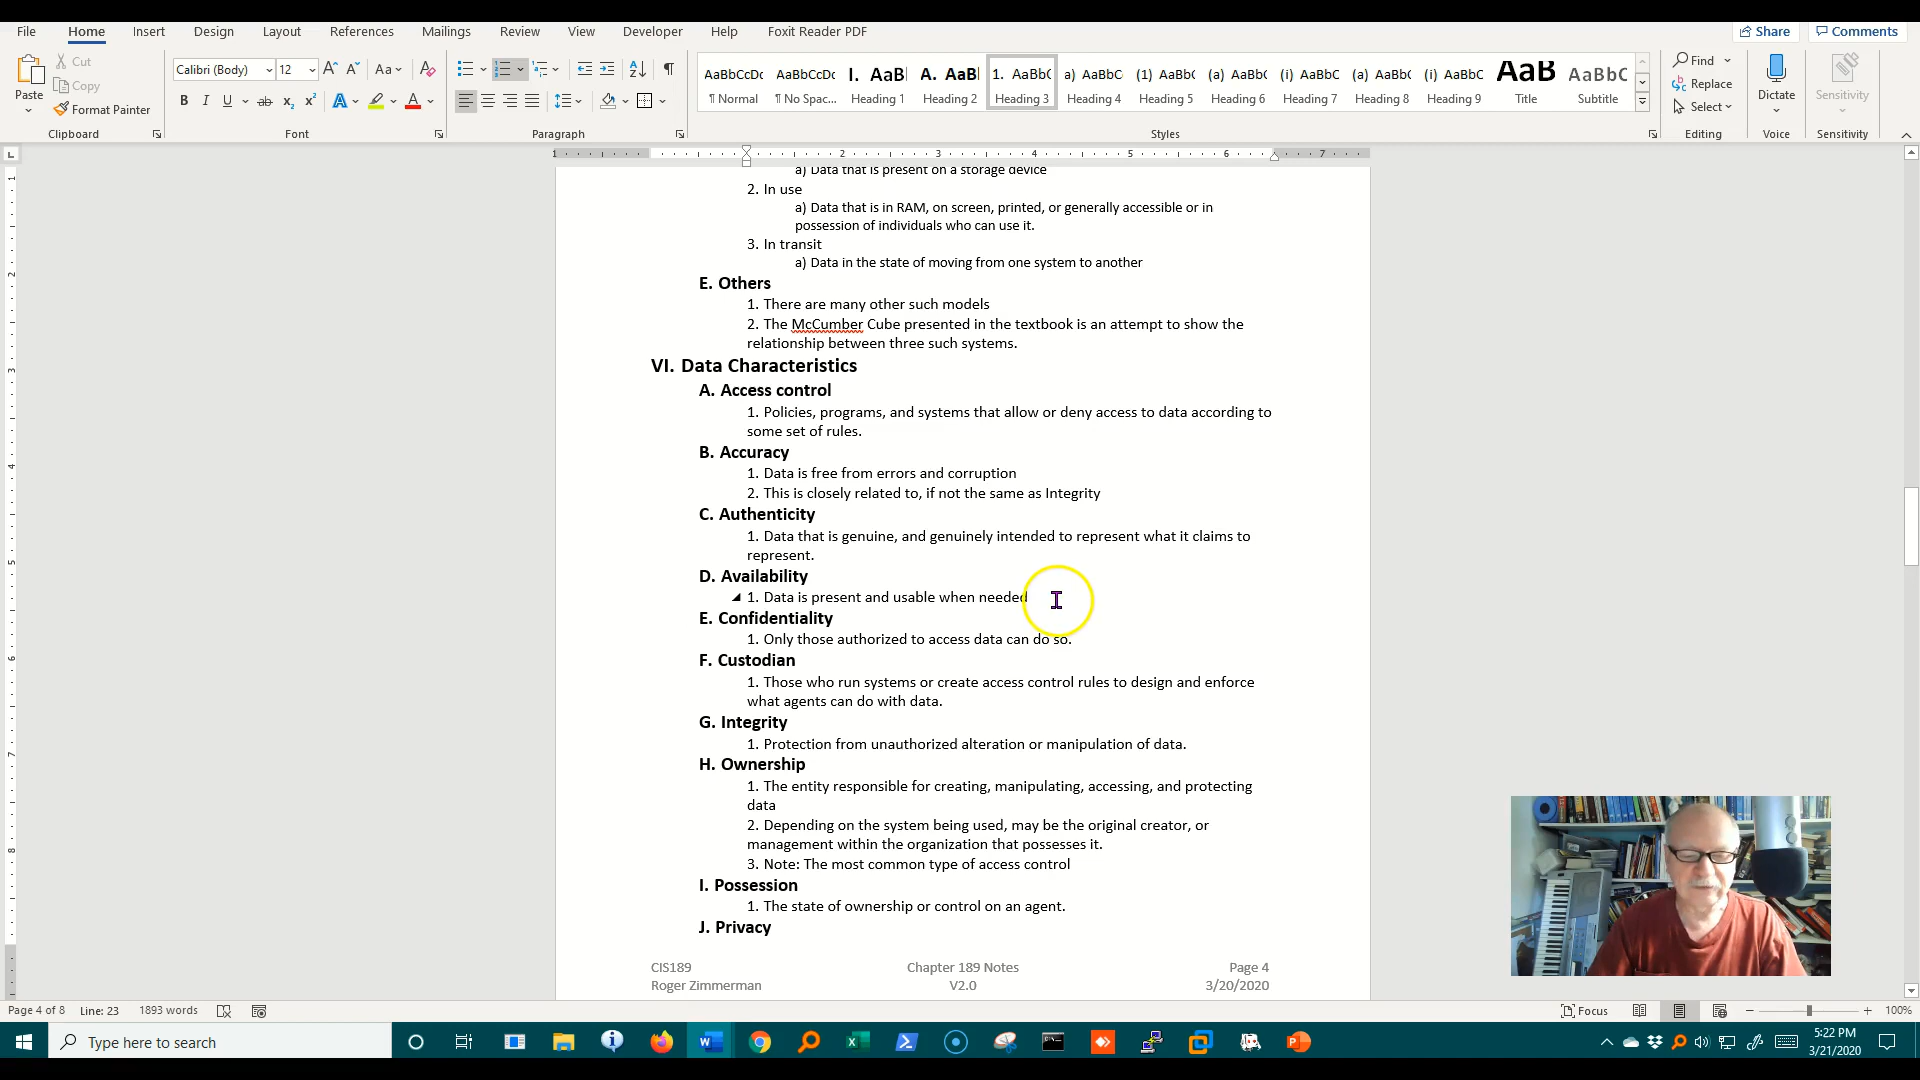 File Home Insert Design Layout References Mailings Review View Developer Help Foxit Reader PDF Share Comments
Paste Cut Copy Format Painter
Calibri (Body) 12
AaBbCcDc AaBbCcDc I. AaB A. AaB 1. AaBbC a) AaBbC (1) AaBbC (a) AaBbC (i) AaBbC (a) AaBbC (i) AaBbC AaB AaBbC
¶ Normal ¶ No Spac... Heading 1 Heading 2 Heading 3 Heading 4 Heading 5 Heading 6 Heading 7 Heading 8 Heading 9 Title Subtitle
Find
Replace
Select
Dictate
Sensitivity
Clipboard Font Paragraph Styles Editing Voice Sensitivity
a) Data that is present on a storage device
2. In use
a) Data that is in RAM, on screen, printed, or generally accessible or in
possession of individuals who can use it.
3. In transit
a) Data in the state of moving from one system to another
E. Others
1. There are many other such models
2. The McCumber Cube presented in the textbook is an attempt to show the
relationship between three such systems.
VI. Data Characteristics
A. Access control
1. Policies, programs, and systems that allow or deny access to data according to
some set of rules.
B. Accuracy
1. Data is free from errors and corruption
2. This is closely related to, if not the same as Integrity
C. Authenticity
1. Data that is genuine, and genuinely intended to represent what it claims to
represent.
D. Availability
1. Data is present and usable when needed
E. Confidentiality
1. Only those authorized to access data can do so.
F. Custodian
1. Those who run systems or create access control rules to design and enforce
what agents can do with data.
G. Integrity
1. Protection from unauthorized alteration or manipulation of data.
H. Ownership
1. The entity responsible for creating, manipulating, accessing, and protecting
data
2. Depending on the system being used, may be the original creator, or
management within the organization that possesses it.
3. Note: The most common type of access control
I. Possession
1. The state of ownership or control on an agent.
J. Privacy
CIS189 Chapter 189 Notes Page 4
Roger Zimmerman V2.0 3/20/2020
Page 4 of 8 Line: 23 1893 words Focus 100%
Type here to search
5:22 PM
3/21/2020